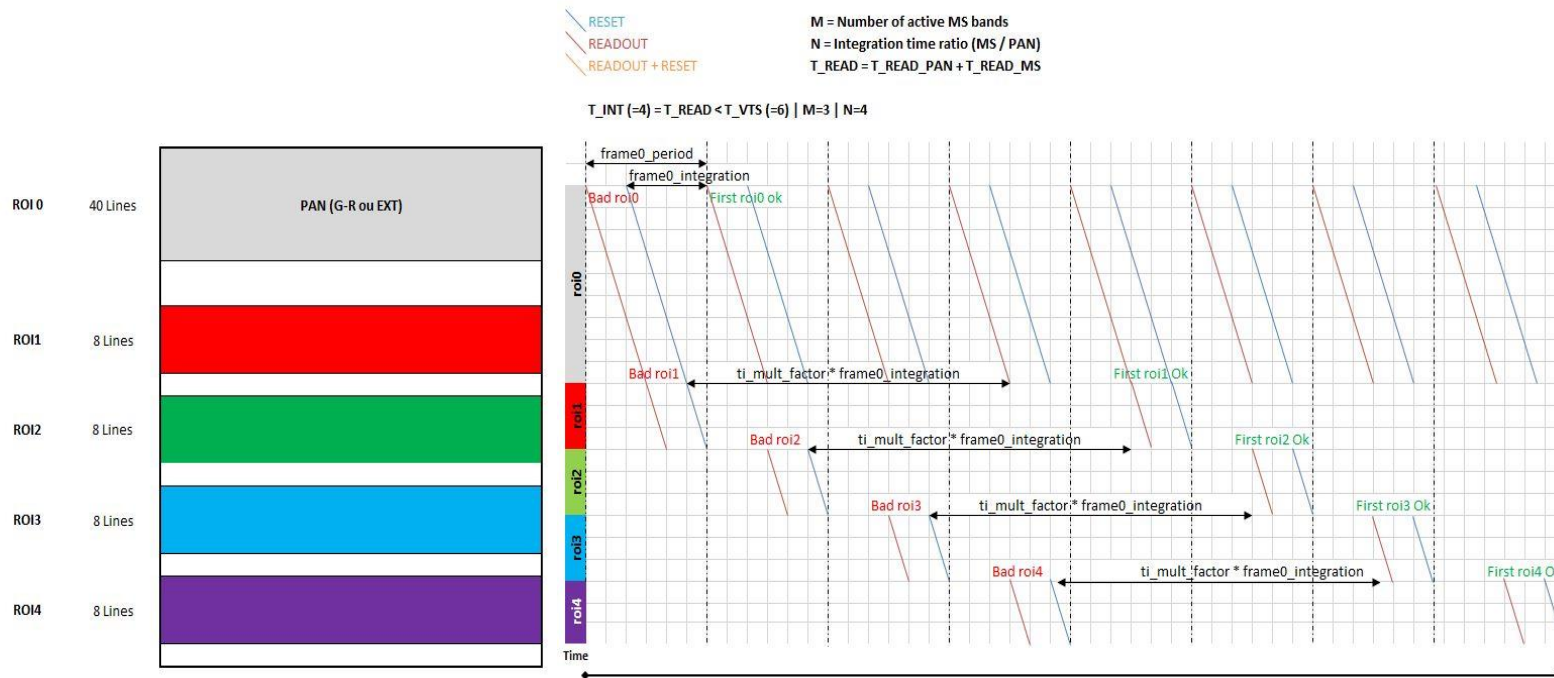 RESET
READOUT
READOUT + RESET
M = Number of active MS bands
N = Integration time ratio (MS / PAN)
T_READ = T_READ_PAN + T_READ_MS
T_INT (=4) = T_READ < T_VTS (=6) | M=3 | N=4
ROI 0
40 Lines
PAN (G-R ou EXT)
ROI1
8 Lines
ROI2
8 Lines
ROI3
8 Lines
ROI4
8 Lines
frame0_period
frame0_integration
Bad roi0
First roi0 ok
roi0
Bad roi1
ti_mult_factor * frame0_integration
First roi1 Ok
roi1
Bad roi2
ti_mult_factor * frame0_integration
First roi2 Ok
roi2
Bad roi3
ti_mult_factor * frame0_integration
First roi3 Ok
roi3
Bad roi4
ti_mult_factor * frame0_integration
First roi4 O
roi4
Time